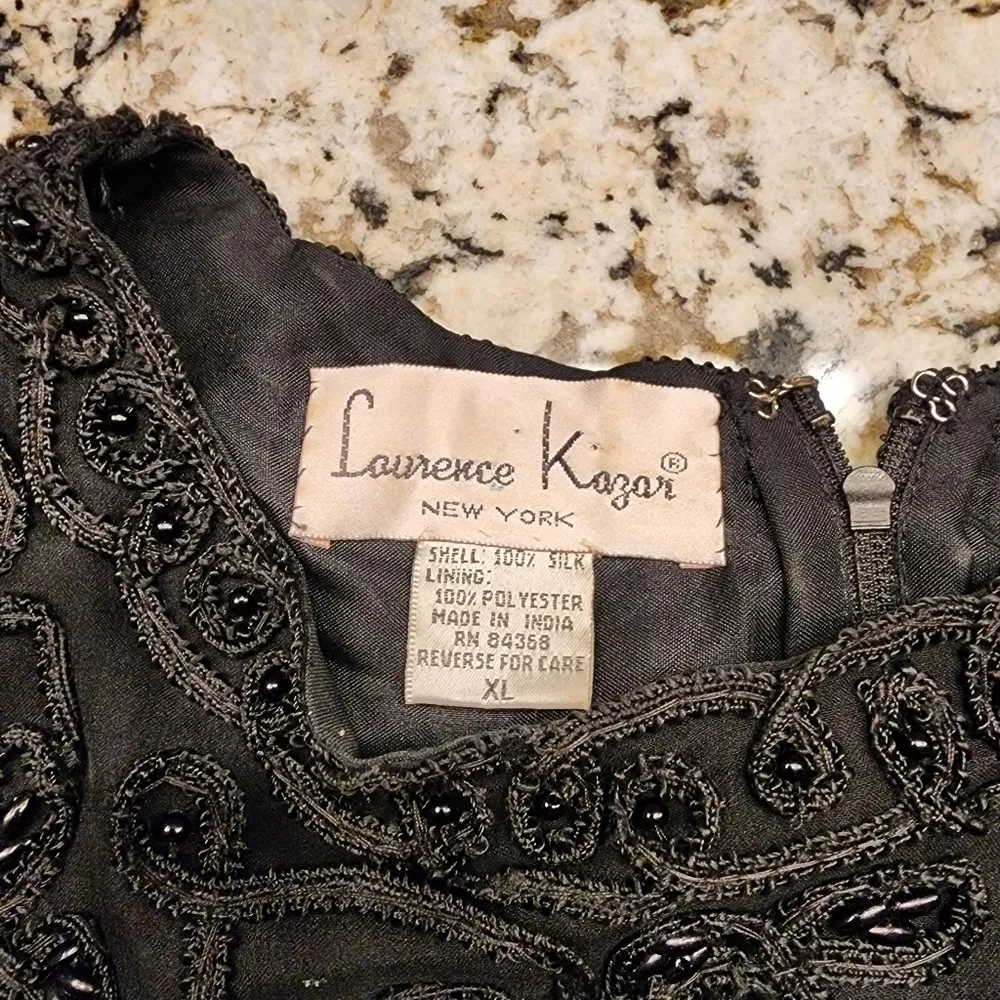 Laurence Kazar®
NEW YORK
SHELL: 100% SILK
LINING:
100% POLYESTER
MADE IN INDIA
RN 84358
REVERSE FOR CARE
XL